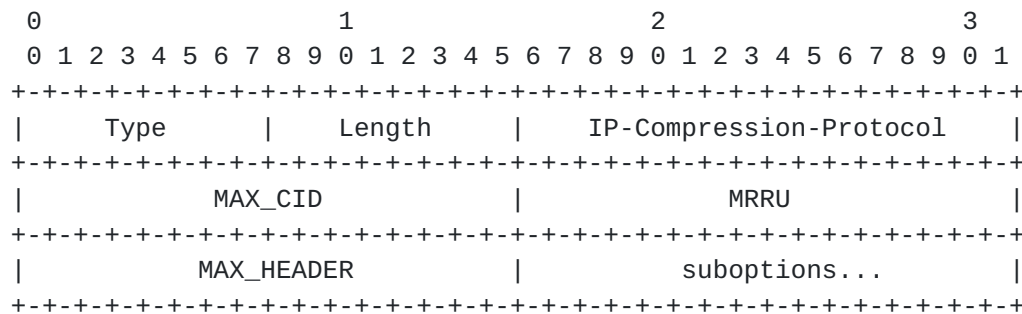 0                   1                   2                   3
 0 1 2 3 4 5 6 7 8 9 0 1 2 3 4 5 6 7 8 9 0 1 2 3 4 5 6 7 8 9 0 1
+-+-+-+-+-+-+-+-+-+-+-+-+-+-+-+-+-+-+-+-+-+-+-+-+-+-+-+-+-+-+-+-+
|     Type      |    Length     |    IP-Compression-Protocol    |
+-+-+-+-+-+-+-+-+-+-+-+-+-+-+-+-+-+-+-+-+-+-+-+-+-+-+-+-+-+-+-+-+
|            MAX_CID            |             MRRU              |
+-+-+-+-+-+-+-+-+-+-+-+-+-+-+-+-+-+-+-+-+-+-+-+-+-+-+-+-+-+-+-+-+
|           MAX_HEADER          |          suboptions...        |
+-+-+-+-+-+-+-+-+-+-+-+-+-+-+-+-+-+-+-+-+-+-+-+-+-+-+-+-+-+-+-+-+